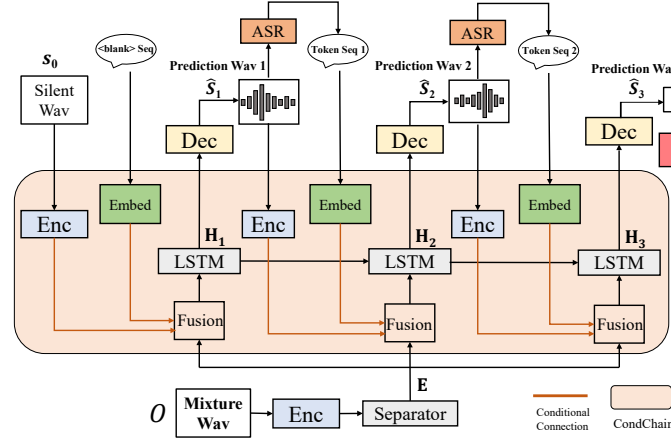 s₀
Silent
Wav
<blank> Seq
ASR
Token Seq 1
ASR
Token Seq 2
Prediction Wav 1
Prediction Wav 2
Prediction Wa
Ŝ₁
Ŝ₂
Ŝ₃
Dec
Dec
Dec
Enc
Embed
Enc
Embed
Enc
Embed
H₁
H₂
H₃
LSTM
LSTM
LSTM
Fusion
Fusion
Fusion
E
O
Mixture
Wav
Enc
Separator
Conditional
Connection
CondChain